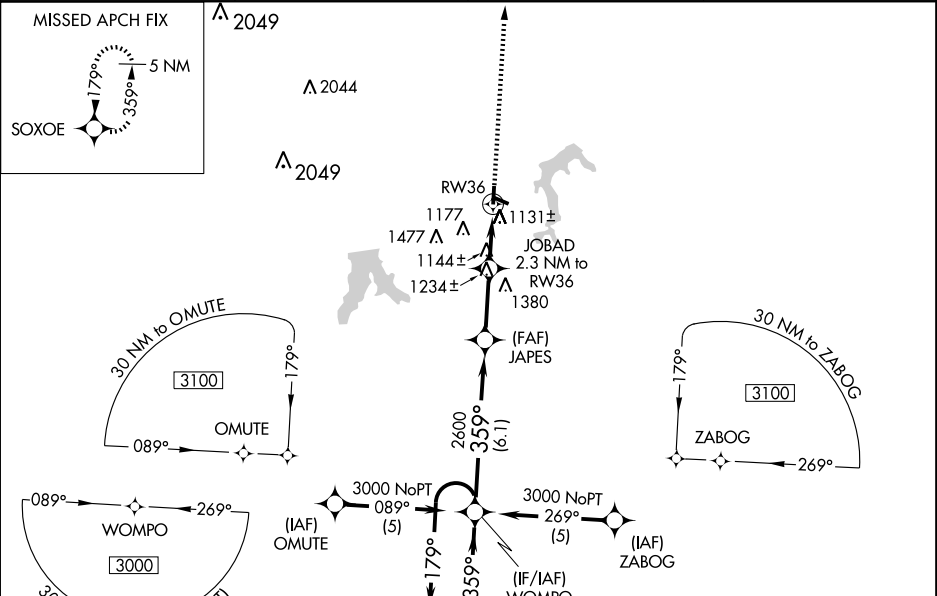 MISSED APCH FIX
5 NM
179°
359°
SOXOE
2049
2044
2049
RW36
1177
1131±
1477
1144±
1234±
JOBAD
2.3 NM to
RW36
1380
(FAF)
JAPES
30 NM to OMUTE
3100
179°
OMUTE
089°
30 NM to ZABOG
3100
179°
ZABOG
269°
2600
359°
(6.1)
089°
269°
WOMPO
3000
3000 NoPT
089°
(5)
(IAF)
OMUTE
3000 NoPT
269°
(5)
(IAF)
ZABOG
179°
359°
(IF/IAF)
WOMPO